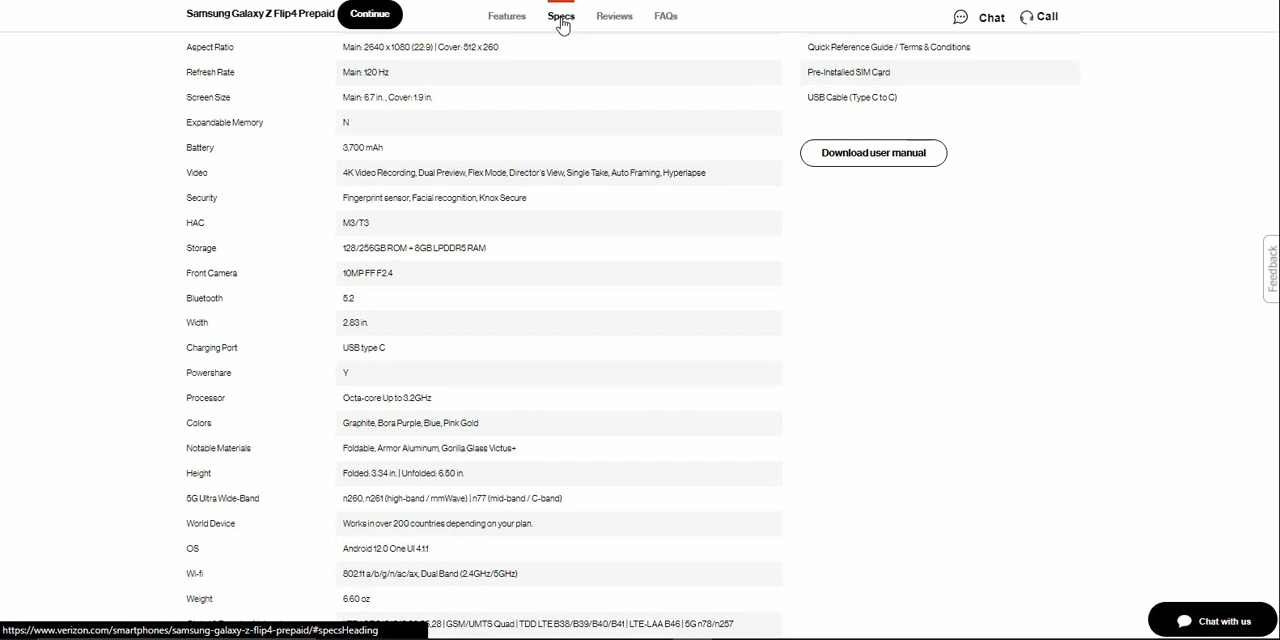 Samsung Galaxy Z Flip4 Prepaid Continue Features Specs Reviews FAQs Chat Call
Aspect Ratio Main: 2640 x 1080 (22:9) | Cover: 512 x 260
Refresh Rate Main: 120 Hz
Screen Size Main: 6.7 in., Cover: 1.9 in.
Expandable Memory N
Battery 3,700 mAh
Video 4K Video Recording, Dual Preview, Flex Mode, Director's View, Single Take, Auto Framing, Hyperlapse
Security Fingerprint sensor, Facial recognition, Knox Secure
HAC M3/T3
Storage 128/256GB ROM + 8GB LPDDR5 RAM
Front Camera 10MP FF F2.4
Bluetooth 5.2
Width 2.83 in.
Charging Port USB type C
Powershare Y
Processor Octa-core Up to 3.2GHz
Colors Graphite, Bora Purple, Blue, Pink Gold
Notable Materials Foldable, Armor Aluminum, Gorilla Glass Victus+
Height Folded: 3.34 in. | Unfolded: 6.50 in.
5G Ultra Wide-Band n260, n261 (high-band / mmWave) | n77 (mid-band / C-band)
World Device Works in over 200 countries depending on your plan.
OS Android 12.0 One UI 4.1.1
Wi-fi 802.11 a/b/g/n/ac/ax, Dual Band (2.4GHz/5GHz)
Weight 6.60 oz
| GSM/UMTS Quad | TDD LTE B38/B39/B40/B41 | LTE-LAA B46 | 5G n78/n257
Quick Reference Guide / Terms & Conditions
Pre-Installed SIM Card
USB Cable (Type C to C)
Download user manual
Feedback
Chat with us
https://www.verizon.com/smartphones/samsung-galaxy-z-flip4-prepaid/#specsHeading